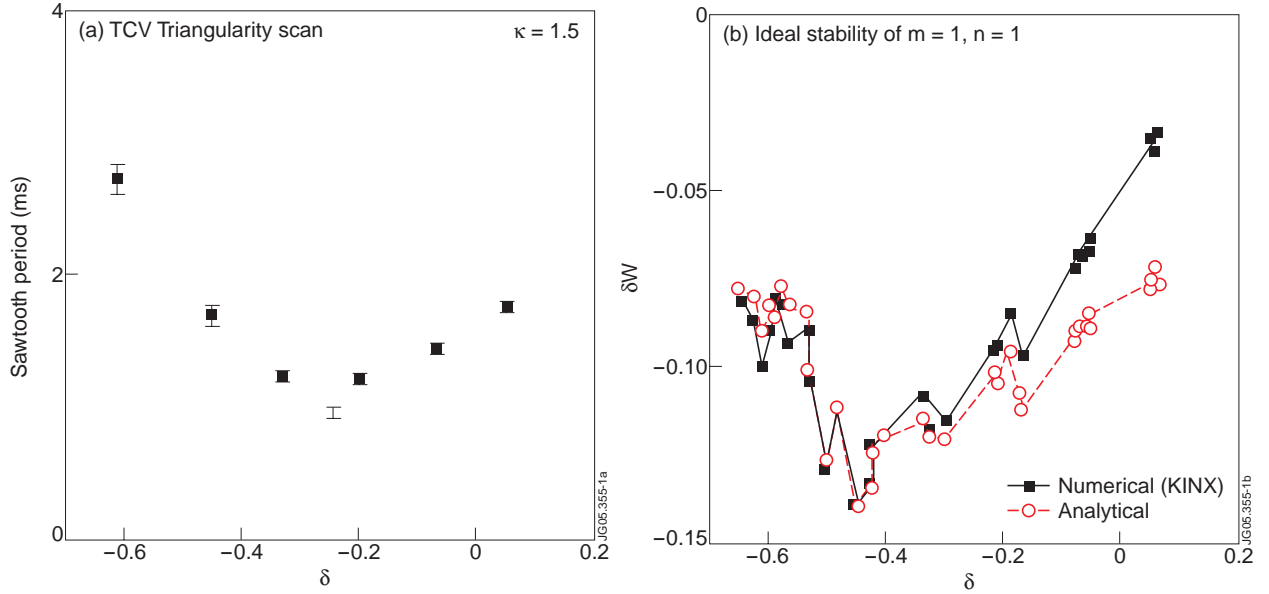 (a) TCV Triangularity scan
κ = 1.5
4
2
0
Sawtooth period (ms)
−0.6
−0.4
−0.2
0
0.2
δ
JG05.355-1a
(b) Ideal stability of m = 1, n = 1
−0
−0.05
−0.10
−0.15
δW
Numerical (KINX)
Analytical
−0.6
−0.4
−0.2
0
0.2
δ
JG05.355-1b